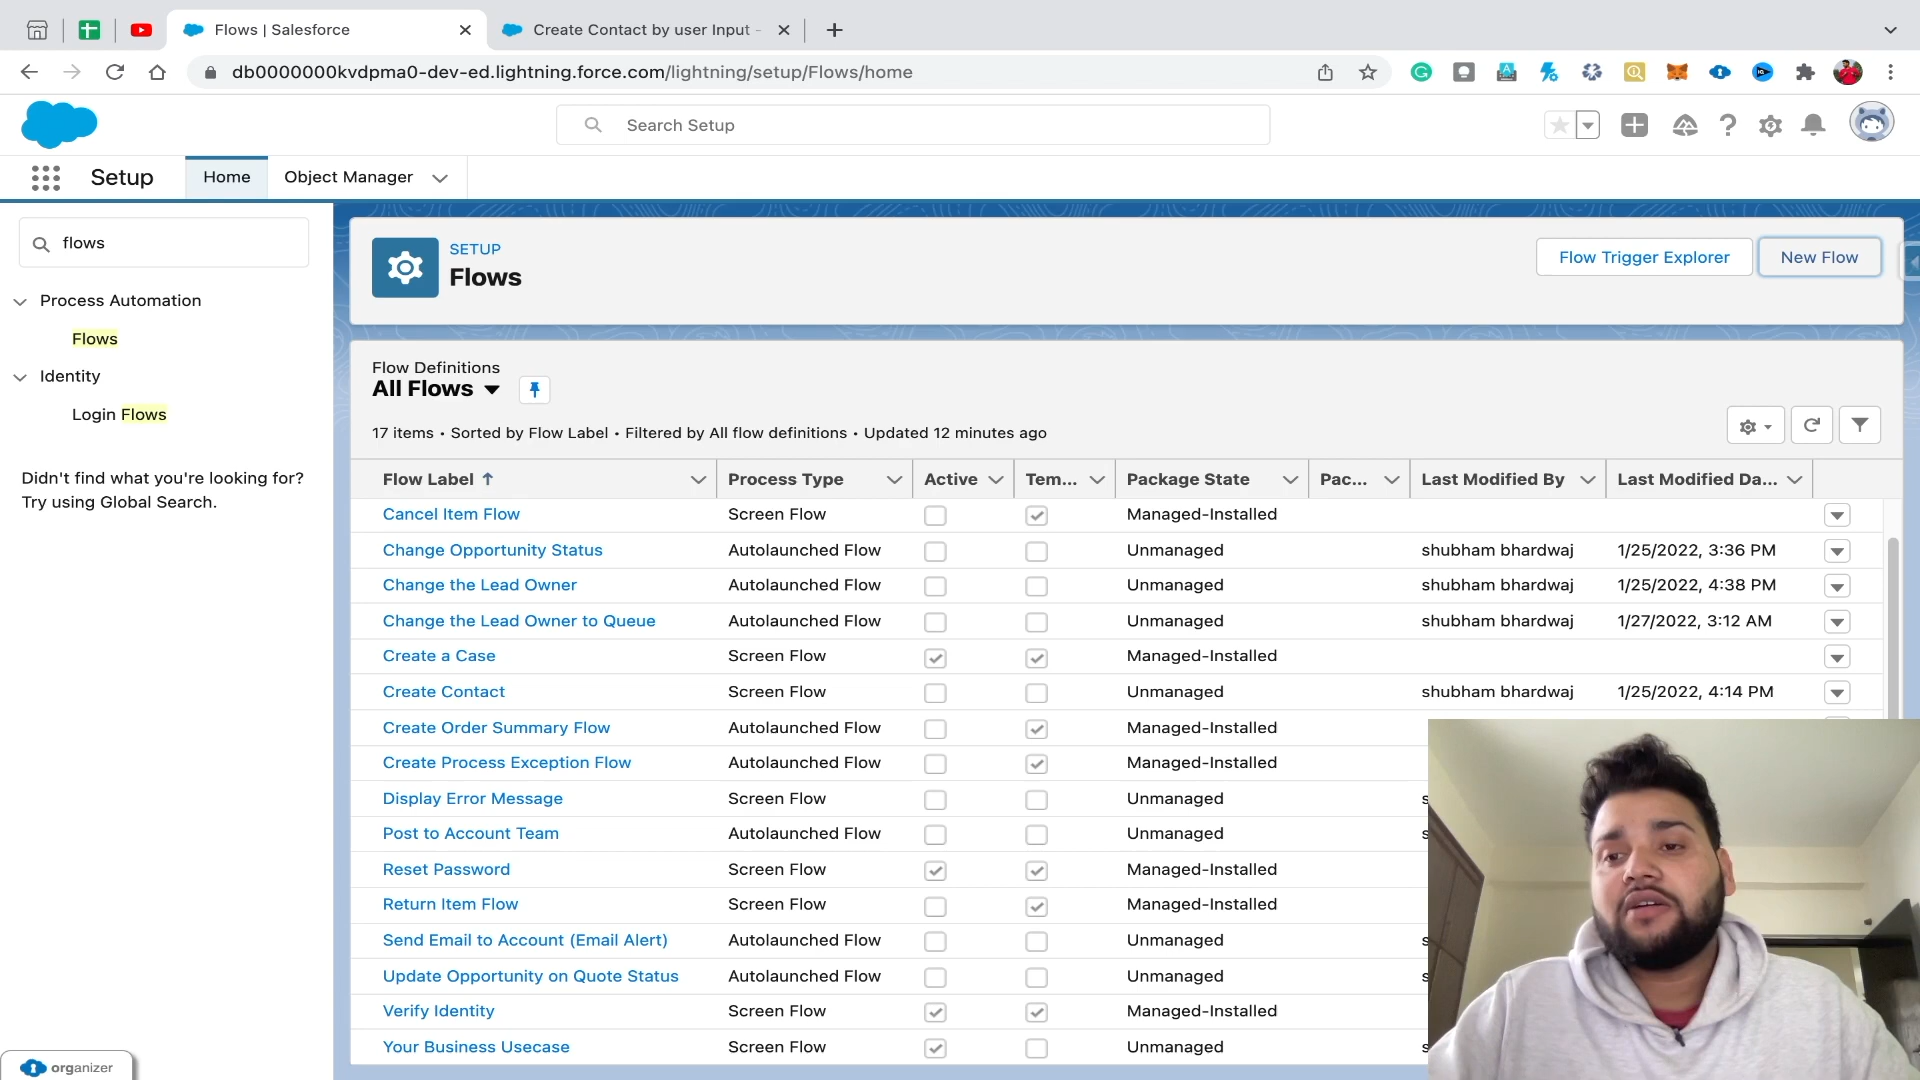 Flows | Salesforce
Create Contact by user Input -
db0000000kvdpma0-dev-ed.lightning.force.com/lightning/setup/Flows/home
Search Setup
Setup
Home
Object Manager
flows
Process Automation
Flows
Identity
Login Flows
Didn't find what you're looking for?
Try using Global Search.
SETUP
Flows
Flow Trigger Explorer
New Flow
Flow Definitions
All Flows
17 items • Sorted by Flow Label • Filtered by All flow definitions • Updated 12 minutes ago
Flow Label Process Type Active Tem... Package State Pac... Last Modified By Last Modified Da...
Cancel Item Flow Screen Flow Managed-Installed
Change Opportunity Status Autolaunched Flow Unmanaged shubham bhardwaj 1/25/2022, 3:36 PM
Change the Lead Owner Autolaunched Flow Unmanaged shubham bhardwaj 1/25/2022, 4:38 PM
Change the Lead Owner to Queue Autolaunched Flow Unmanaged shubham bhardwaj 1/27/2022, 3:12 AM
Create a Case Screen Flow Managed-Installed
Create Contact Screen Flow Unmanaged shubham bhardwaj 1/25/2022, 4:14 PM
Create Order Summary Flow Autolaunched Flow Managed-Installed
Create Process Exception Flow Autolaunched Flow Managed-Installed
Display Error Message Screen Flow Unmanaged s
Post to Account Team Autolaunched Flow Unmanaged s
Reset Password Screen Flow Managed-Installed
Return Item Flow Screen Flow Managed-Installed
Send Email to Account (Email Alert) Autolaunched Flow Unmanaged s
Update Opportunity on Quote Status Autolaunched Flow Unmanaged s
Verify Identity Screen Flow Managed-Installed
Your Business Usecase Screen Flow Unmanaged s
organizer